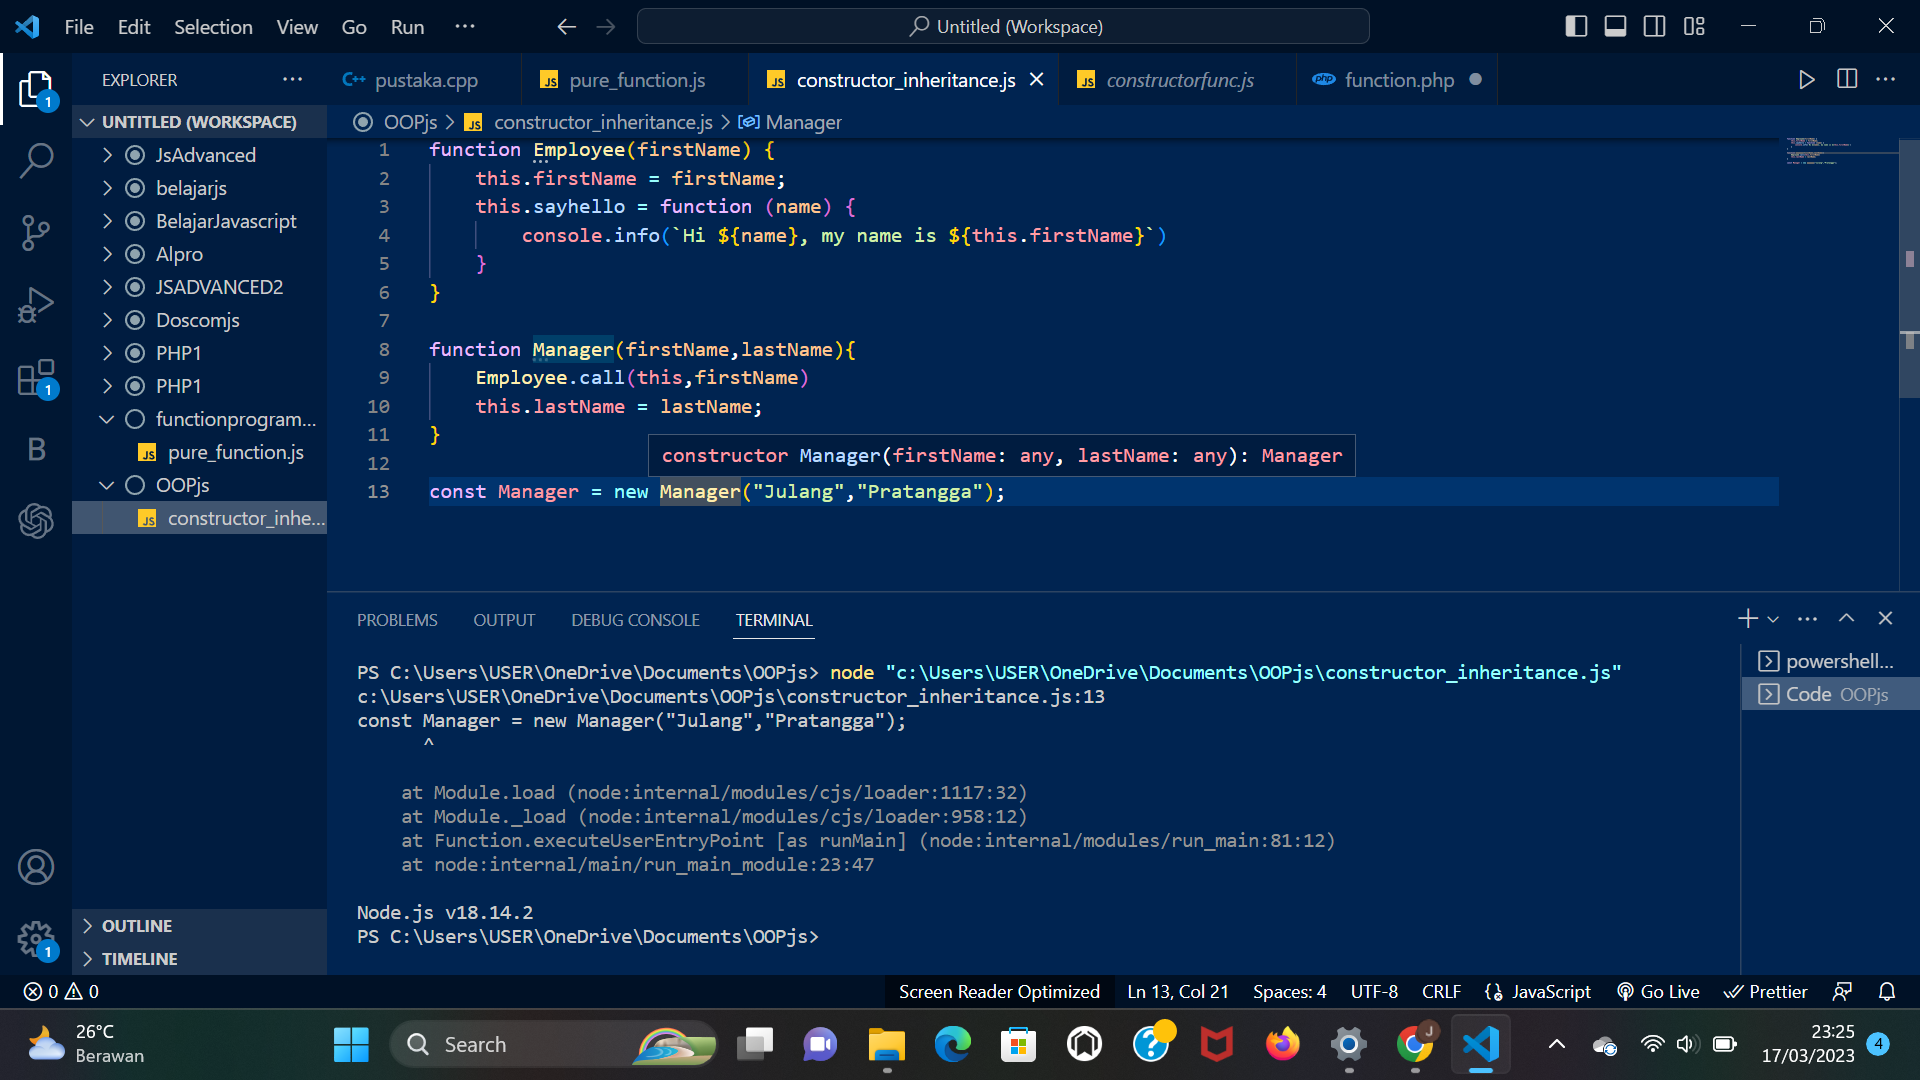 File Edit Selection View Go Run ··· Untitled (Workspace)
EXPLORER ···
pustaka.cpp
JS pure_function.js
JS constructor_inheritance.js
JS constructorfunc.js
php function.php
UNTITLED (WORKSPACE)
JsAdvanced
belajarjs
BelajarJavascript
Alpro
JSADVANCED2
Doscomjs
PHP1
PHP1
functionprogram...
JS pure_function.js
OOPjs
JS constructor_inhe...
OUTLINE
TIMELINE
OOPjs > JS constructor_inheritance.js > Manager
1 function Employee(firstName) {
2 this.firstName = firstName;
3 this.sayhello = function (name) {
4 console.info(`Hi ${name}, my name is ${this.firstName}`)
5 }
6 }
7
8 function Manager(firstName,lastName){
9 Employee.call(this,firstName)
10 this.lastName = lastName;
11 }
12
constructor Manager(firstName: any, lastName: any): Manager
13 const Manager = new Manager("Julang","Pratangga");
PROBLEMS OUTPUT DEBUG CONSOLE TERMINAL
PS C:\Users\USER\OneDrive\Documents\OOPjs> node "c:\Users\USER\OneDrive\Documents\OOPjs\constructor_inheritance.js"
c:\Users\USER\OneDrive\Documents\OOPjs\constructor_inheritance.js:13
const Manager = new Manager("Julang","Pratangga");
^
at Module.load (node:internal/modules/cjs/loader:1117:32)
at Module._load (node:internal/modules/cjs/loader:958:12)
at Function.executeUserEntryPoint [as runMain] (node:internal/modules/run_main:81:12)
at node:internal/main/run_main_module:23:47
Node.js v18.14.2
PS C:\Users\USER\OneDrive\Documents\OOPjs>
powershell...
Code OOPjs
0 0 Screen Reader Optimized Ln 13, Col 21 Spaces: 4 UTF-8 CRLF {} JavaScript Go Live Prettier
26°C
Berawan
Search
23:25
17/03/2023
4